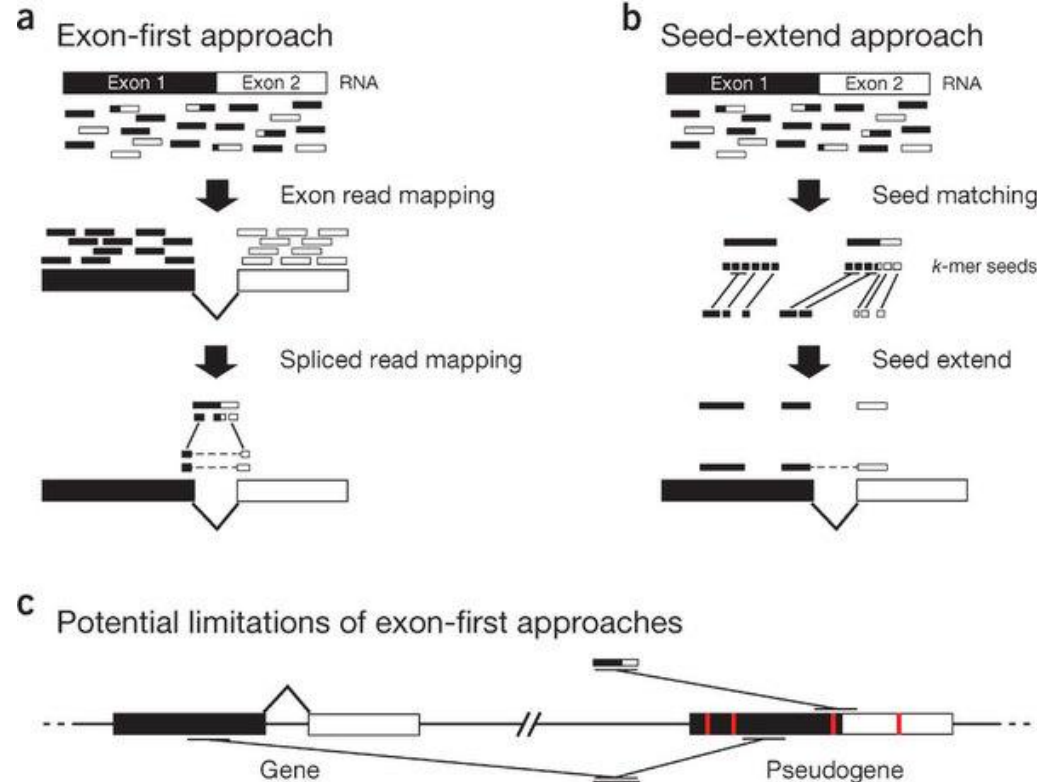 a
Exon-first approach
Exon 1 Exon 2 RNA
Exon read mapping
Spliced read mapping
b
Seed-extend approach
Exon 1 Exon 2 RNA
Seed matching
k-mer seeds
Seed extend
c
Potential limitations of exon-first approaches
Gene Pseudogene